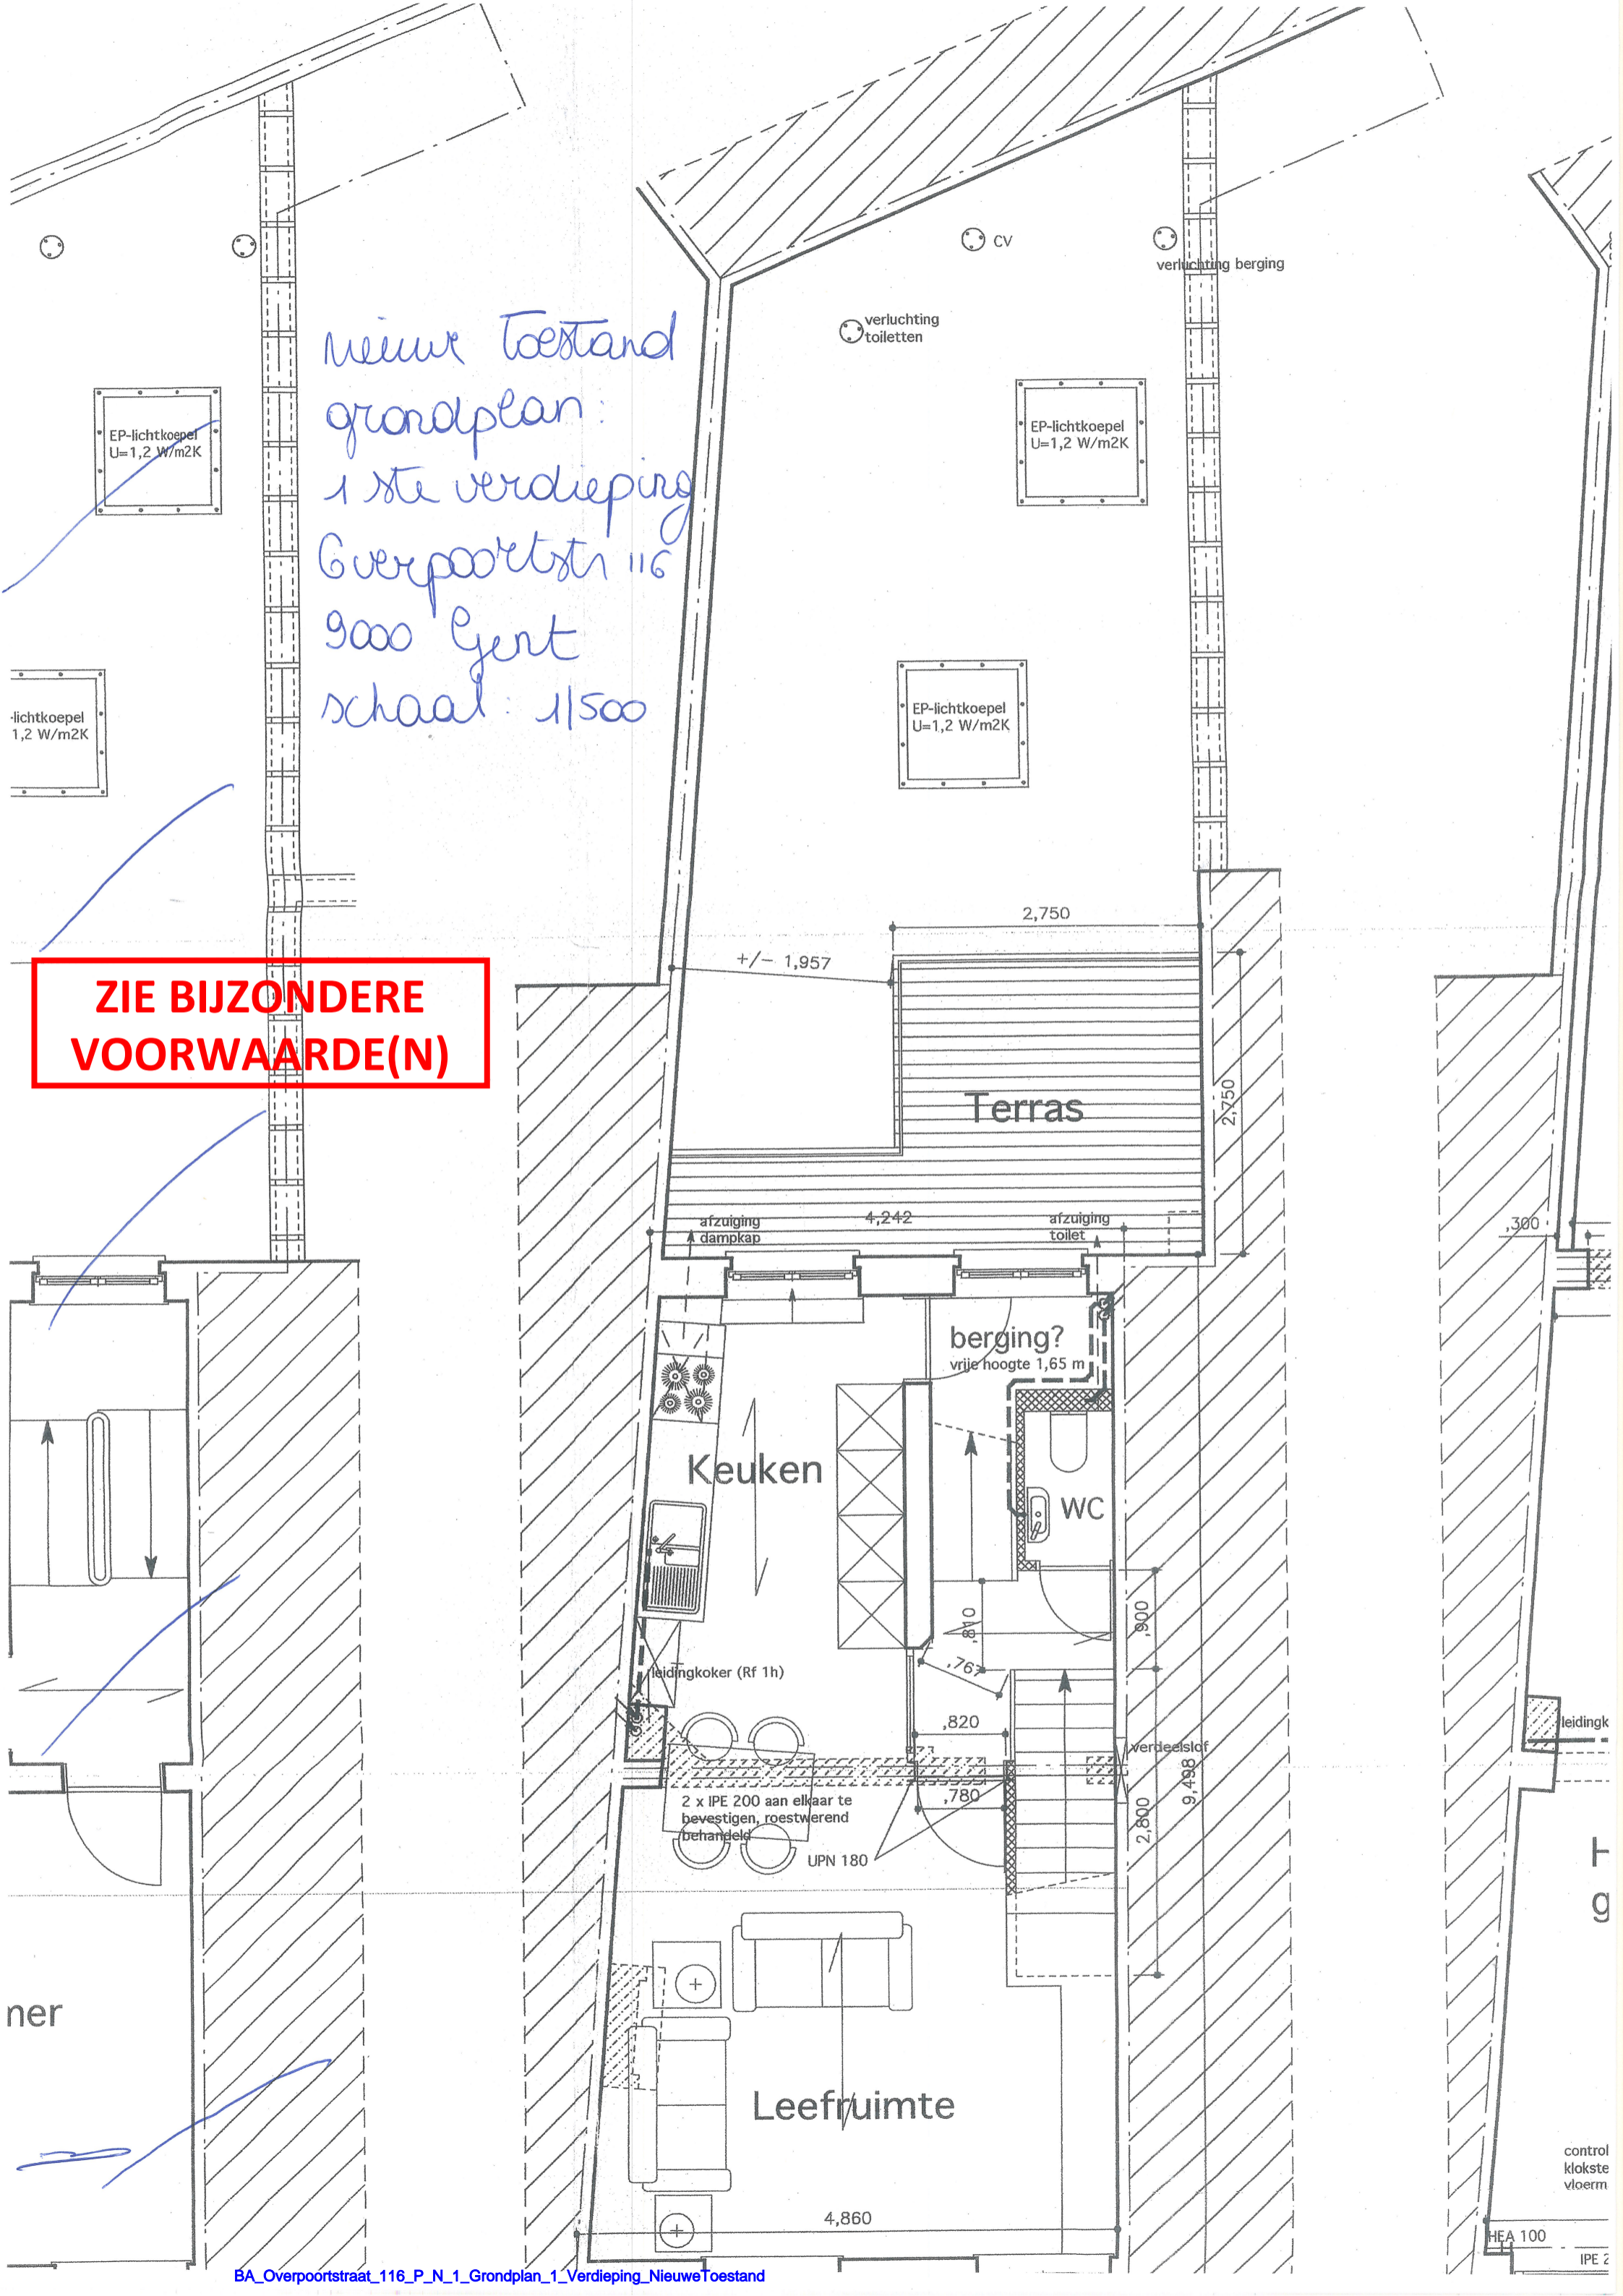 CV
verluchting berging
verluchting
toiletten
nieuwe toestand
grondplan:
1 ste verdieping
Overpoortstr 116
9000 Gent
schaal: 1/500
EP-lichtkoepel
U=1,2 W/m2K
EP-lichtkoepel
U=1,2 W/m2K
-lichtkoepel
1,2 W/m2K
EP-lichtkoepel
U=1,2 W/m2K
2,750
+/- 1,957
ZIE BIJZONDERE
VOORWAARDE(N)
Terras
2,750
4,242
afzuiging
dampkap
afzuiging
toilet
,300
berging?
vrije hoogte 1,65 m
Keuken
WC
,810
,900
,767
leidingkoker (Rf 1h)
,820
verdeelslof
leidingk
2 x IPE 200 aan elkaar te
bevestigen, roestwerend
behandeld
,780
UPN 180
2,800
9,498
H
g
ner
Leefruimte
control
klokste
vloerm
4,860
HEA 100
IPE 2
BA_Overpoortstraat_116_P_N_1_Grondplan_1_Verdieping_NieuweToestand